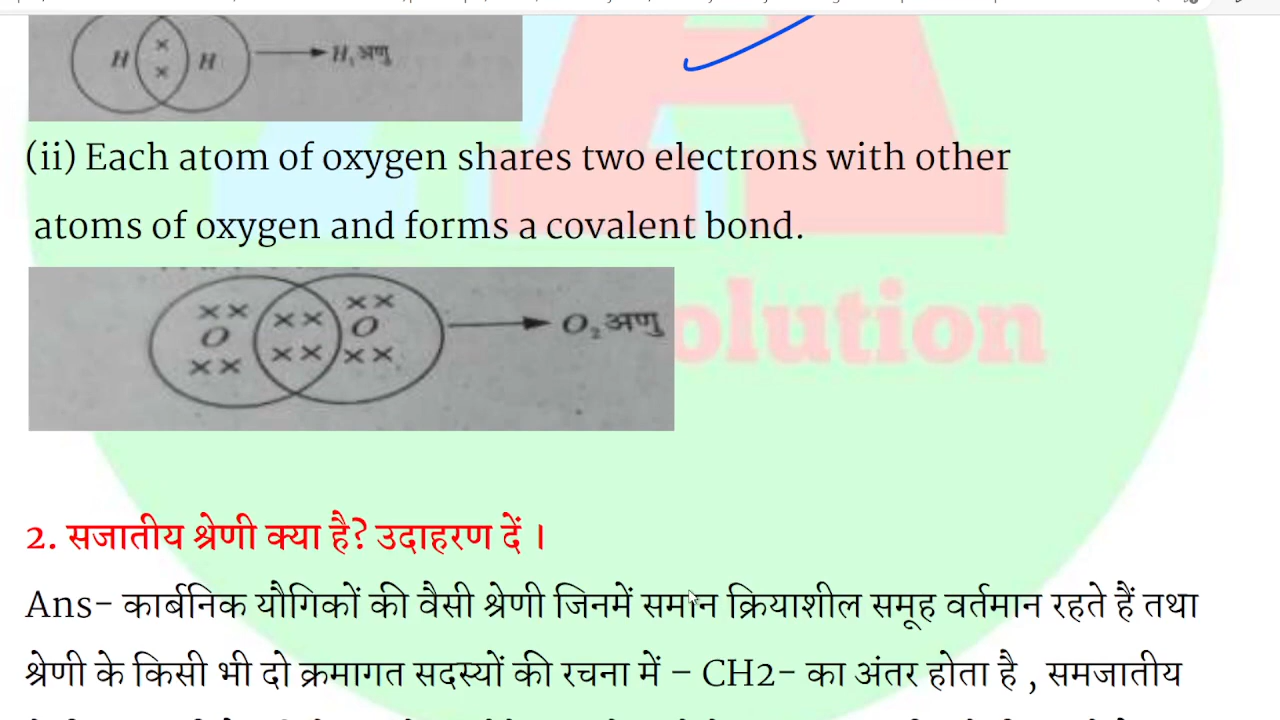 H H → H₂ अणु
(ii) Each atom of oxygen shares two electrons with other
atoms of oxygen and forms a covalent bond.
O O → O₂ अणु
olution
2. सजातीय श्रेणी क्या है? उदाहरण दें ।
Ans- कार्बनिक यौगिकों की वैसी श्रेणी जिनमें समान क्रियाशील समूह वर्तमान रहते हैं तथा
श्रेणी के किसी भी दो क्रमागत सदस्यों की रचना में – CH2- का अंतर होता है , समजातीय